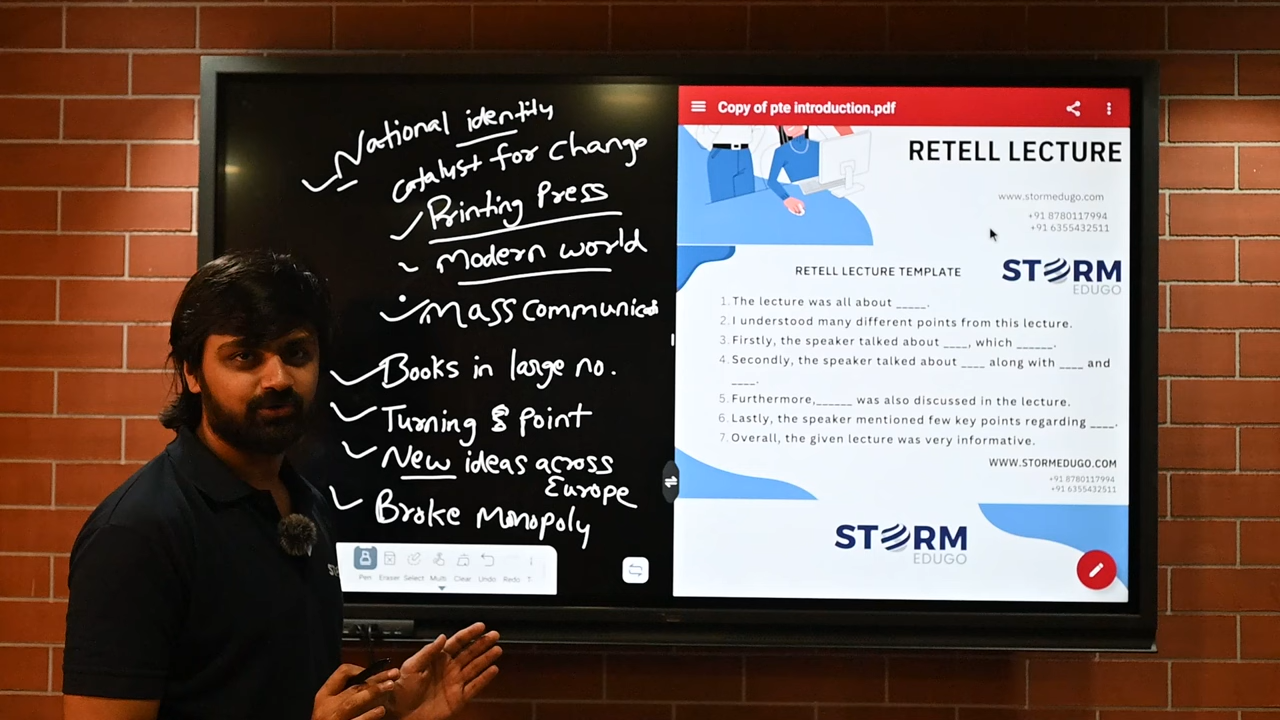 National identity
Catalyst for change
Printing Press
Modern world
Mass communicati
Books in large no.
Turning point
New ideas across
Europe
Broke Monopoly
Pen Eraser Select Multi Clear Undo Redo
Copy of pte introduction.pdf
RETELL LECTURE
www.stormedugo.com
+91 8780117994
+91 6355432511
RETELL LECTURE TEMPLATE
STORM
EDUGO
1. The lecture was all about _____.
2. I understood many different points from this lecture.
3. Firstly, the speaker talked about ____, which ______.
4. Secondly, the speaker talked about ____ along with ____ and
____.
5. Furthermore,______ was also discussed in the lecture.
6. Lastly, the speaker mentioned few key points regarding ____.
7. Overall, the given lecture was very informative.
WWW.STORMEDUGO.COM
+91 8780117994
+91 6355432511
STORM
EDUGO